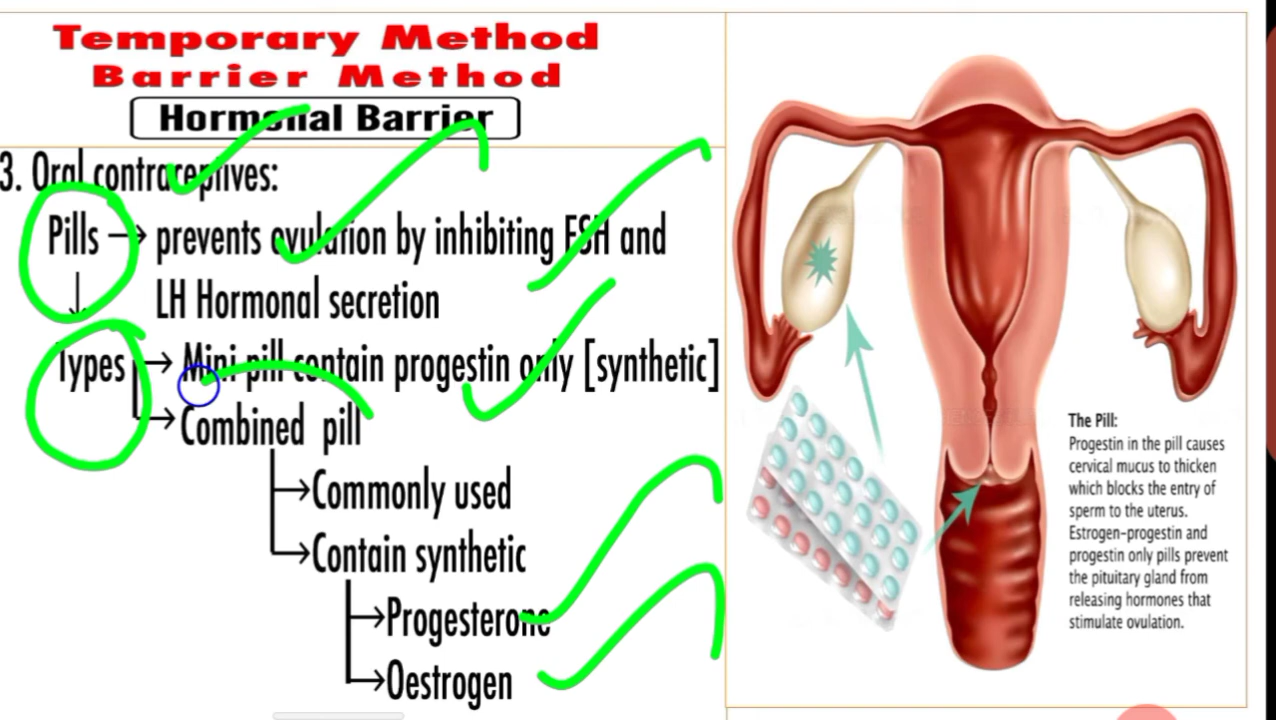 Temporary Method
Barrier Method
Hormonal Barrier
3. Oral contraceptives:
Pills → prevents ovulation by inhibiting FSH and
LH Hormonal secretion
Types → Mini pill contain progestin only [synthetic]
→ Combined pill
→ Commonly used
→ Contain synthetic
→ Progesterone
→ Oestrogen
The Pill:
Progestin in the pill causes
cervical mucus to thicken
which blocks the entry of
sperm to the uterus.
Estrogen-progestin and
progestin only pills prevent
the pituitary gland from
releasing hormones that
stimulate ovulation.